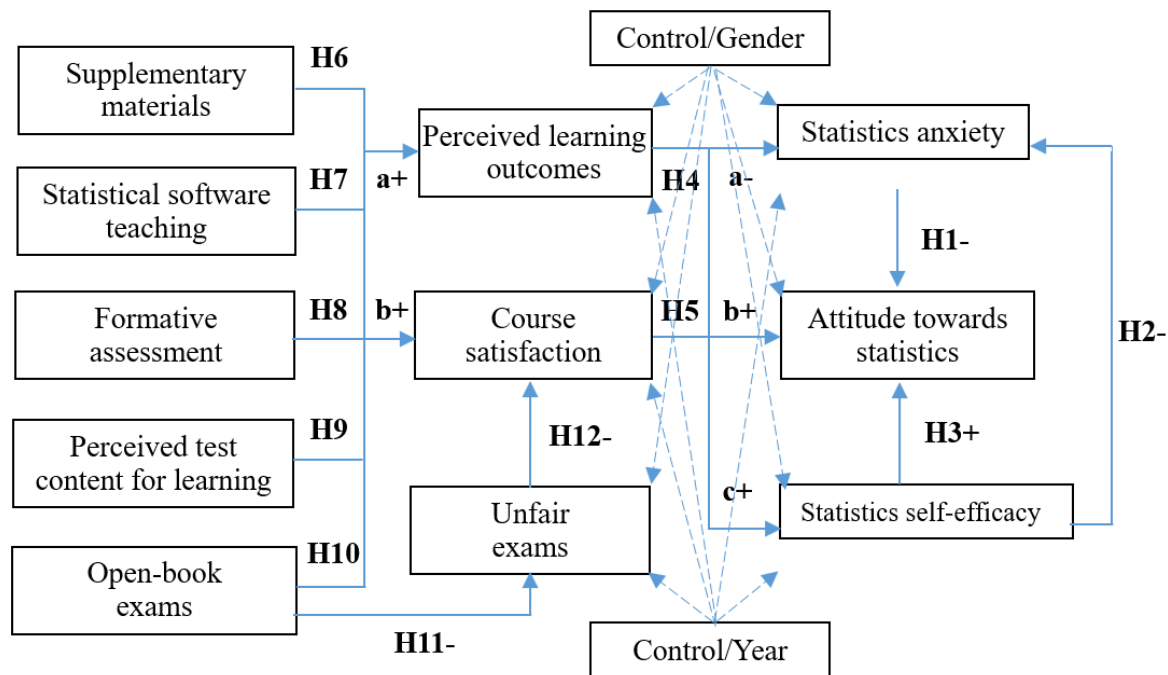 Control/Gender
H6
Supplementary
materials
Perceived learning
outcomes
Statistics anxiety
H7
a+
H4
a-
Statistical software
teaching
H1-
H8
b+
H5
b+
Formative
assessment
Course
satisfaction
Attitude towards
statistics
H2-
H9
H12-
H3+
Perceived test
content for learning
c+
Unfair
exams
Statistics self-efficacy
H10
Open-book
exams
H11-
Control/Year